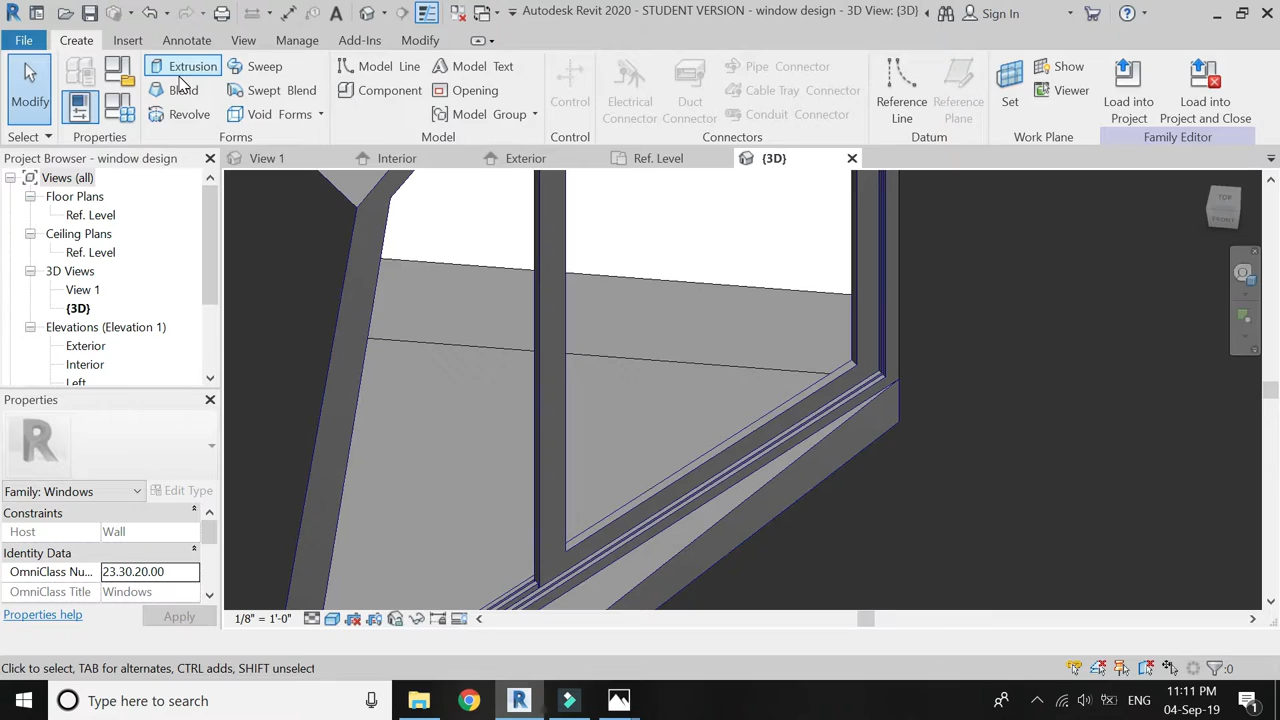 Autodesk Revit 2020 - STUDENT VERSION - window design - 3D View: {3D}
Sign In
File
Create
Insert
Annotate
View
Manage
Add-Ins
Modify
Modify
Select
Properties
Extrusion
Blend
Revolve
Sweep
Swept Blend
Void Forms
Forms
Model Line
Component
Model Text
Opening
Model Group
Model
Control
Control
Electrical Connector
Duct Connector
Pipe Connector
Cable Tray Connector
Conduit Connector
Connectors
Reference Line
Reference Plane
Datum
Set
Show
Viewer
Work Plane
Load into Project
Load into Project and Close
Family Editor
Project Browser - window design
View 1
Interior
Exterior
Ref. Level
{3D}
Views (all)
Floor Plans
Ref. Level
Ceiling Plans
Ref. Level
3D Views
View 1
{3D}
Elevations (Elevation 1)
Exterior
Interior
Left
TOP
FRONT
Properties
Family: Windows
Edit Type
Constraints
Host
Wall
Identity Data
OmniClass Nu...
23.30.20.00
OmniClass Title
Windows
Properties help
Apply
1/8" = 1'-0"
Click to select, TAB for alternates, CTRL adds, SHIFT unselect
:0
Type here to search
ENG
11:11 PM
04-Sep-19
1